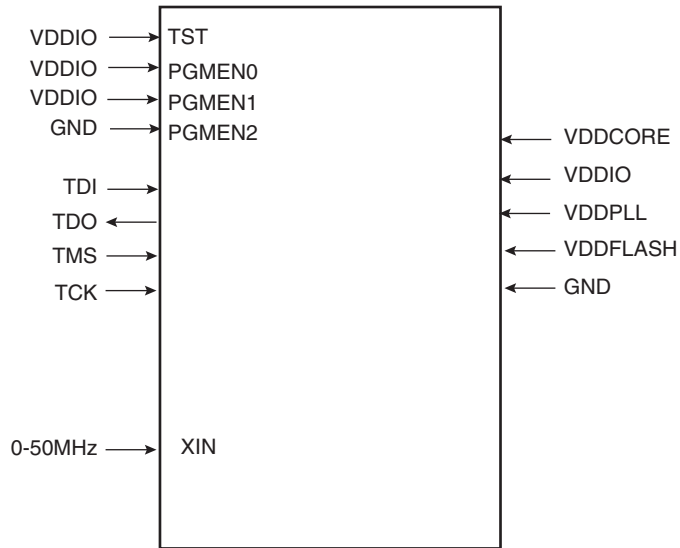 VDDIO TST
VDDIO PGMEN0
VDDIO PGMEN1
GND PGMEN2
TDI
TDO
TMS
TCK
0-50MHz XIN
VDDCORE
VDDIO
VDDPLL
VDDFLASH
GND